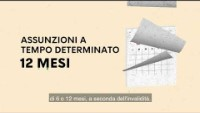 ASSUNZIONI A
TEMPO DETERMINATO
12 MESI
di 6 o 12 mesi, a seconda dell'invalidità.